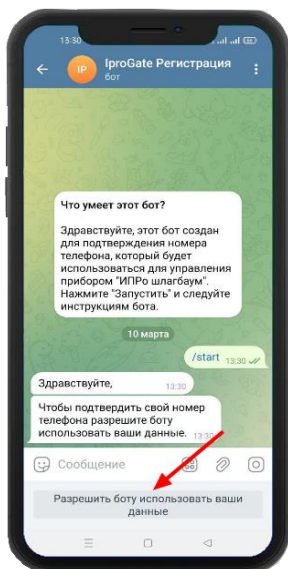 13:30
IP
IproGate Регистрация
бот
Что умеет этот бот?
Здравствуйте, этот бот создан
для подтверждения номера
телефона, который будет
использоваться для управления
прибором "ИПРо шлагбаум".
Нажмите "Запустить" и следуйте
инструкциям бота.
10 марта
/start 13:30
Здравствуйте, 13:30
Чтобы подтвердить свой номер
телефона разрешите боту
использовать ваши данные. 13:30
Сообщение
Разрешить боту использовать ваши
данные